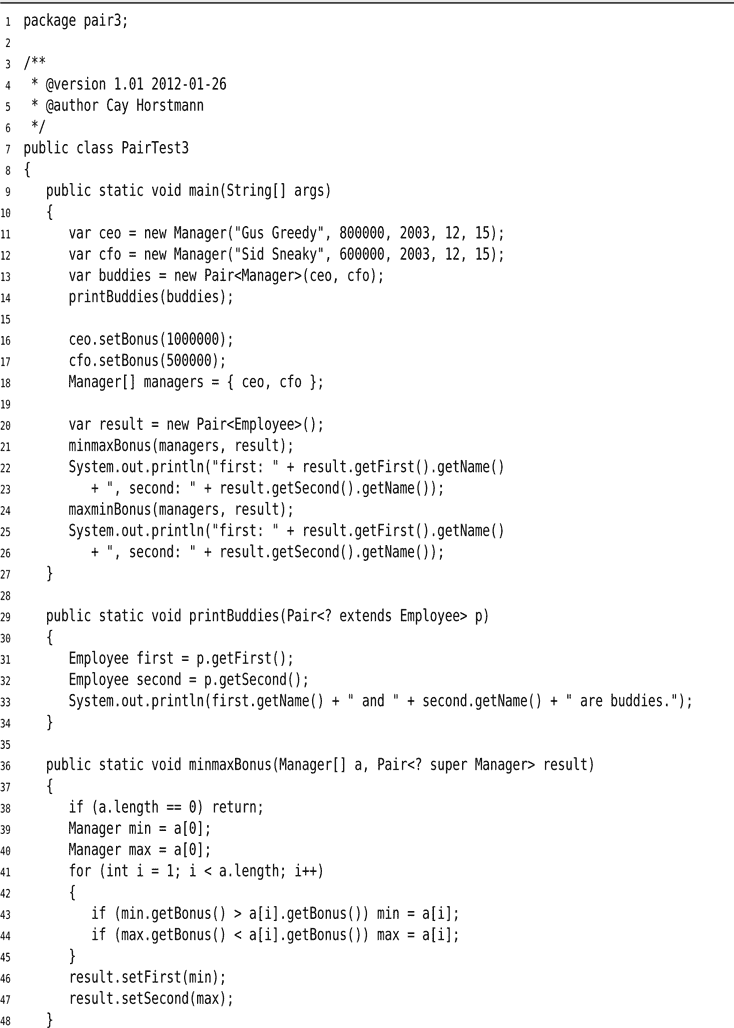 1 package pair3;
2
3 /**
4  * @version 1.01 2012-01-26
5  * @author Cay Horstmann
6  */
7 public class PairTest3
8 {
9    public static void main(String[] args)
10    {
11       var ceo = new Manager("Gus Greedy", 800000, 2003, 12, 15);
12       var cfo = new Manager("Sid Sneaky", 600000, 2003, 12, 15);
13       var buddies = new Pair<Manager>(ceo, cfo);
14       printBuddies(buddies);
15
16       ceo.setBonus(1000000);
17       cfo.setBonus(500000);
18       Manager[] managers = { ceo, cfo };
19
20       var result = new Pair<Employee>();
21       minmaxBonus(managers, result);
22       System.out.println("first: " + result.getFirst().getName()
23          + ", second: " + result.getSecond().getName());
24       maxminBonus(managers, result);
25       System.out.println("first: " + result.getFirst().getName()
26          + ", second: " + result.getSecond().getName());
27    }
28
29    public static void printBuddies(Pair<? extends Employee> p)
30    {
31       Employee first = p.getFirst();
32       Employee second = p.getSecond();
33       System.out.println(first.getName() + " and " + second.getName() + " are buddies.");
34    }
35
36    public static void minmaxBonus(Manager[] a, Pair<? super Manager> result)
37    {
38       if (a.length == 0) return;
39       Manager min = a[0];
40       Manager max = a[0];
41       for (int i = 1; i < a.length; i++)
42       {
43          if (min.getBonus() > a[i].getBonus()) min = a[i];
44          if (max.getBonus() < a[i].getBonus()) max = a[i];
45       }
46       result.setFirst(min);
47       result.setSecond(max);
48    }